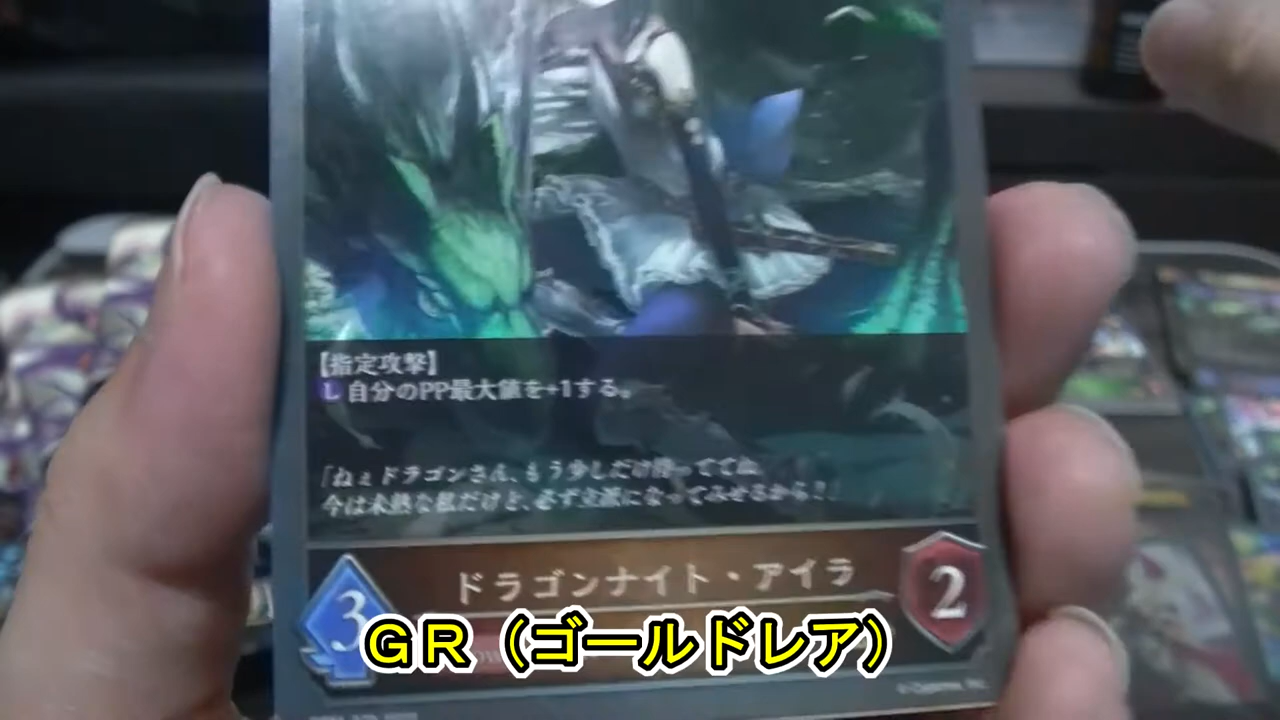 【指定攻撃】
L 自分のPP最大値を+1する。
「ねぇドラゴンさん、もう少しだけ待っててね。
今は未熟な私だけど、必ず立派になってみせるから!」
ドラゴンナイト・アイラ
3
2
GR(ゴールドレア)